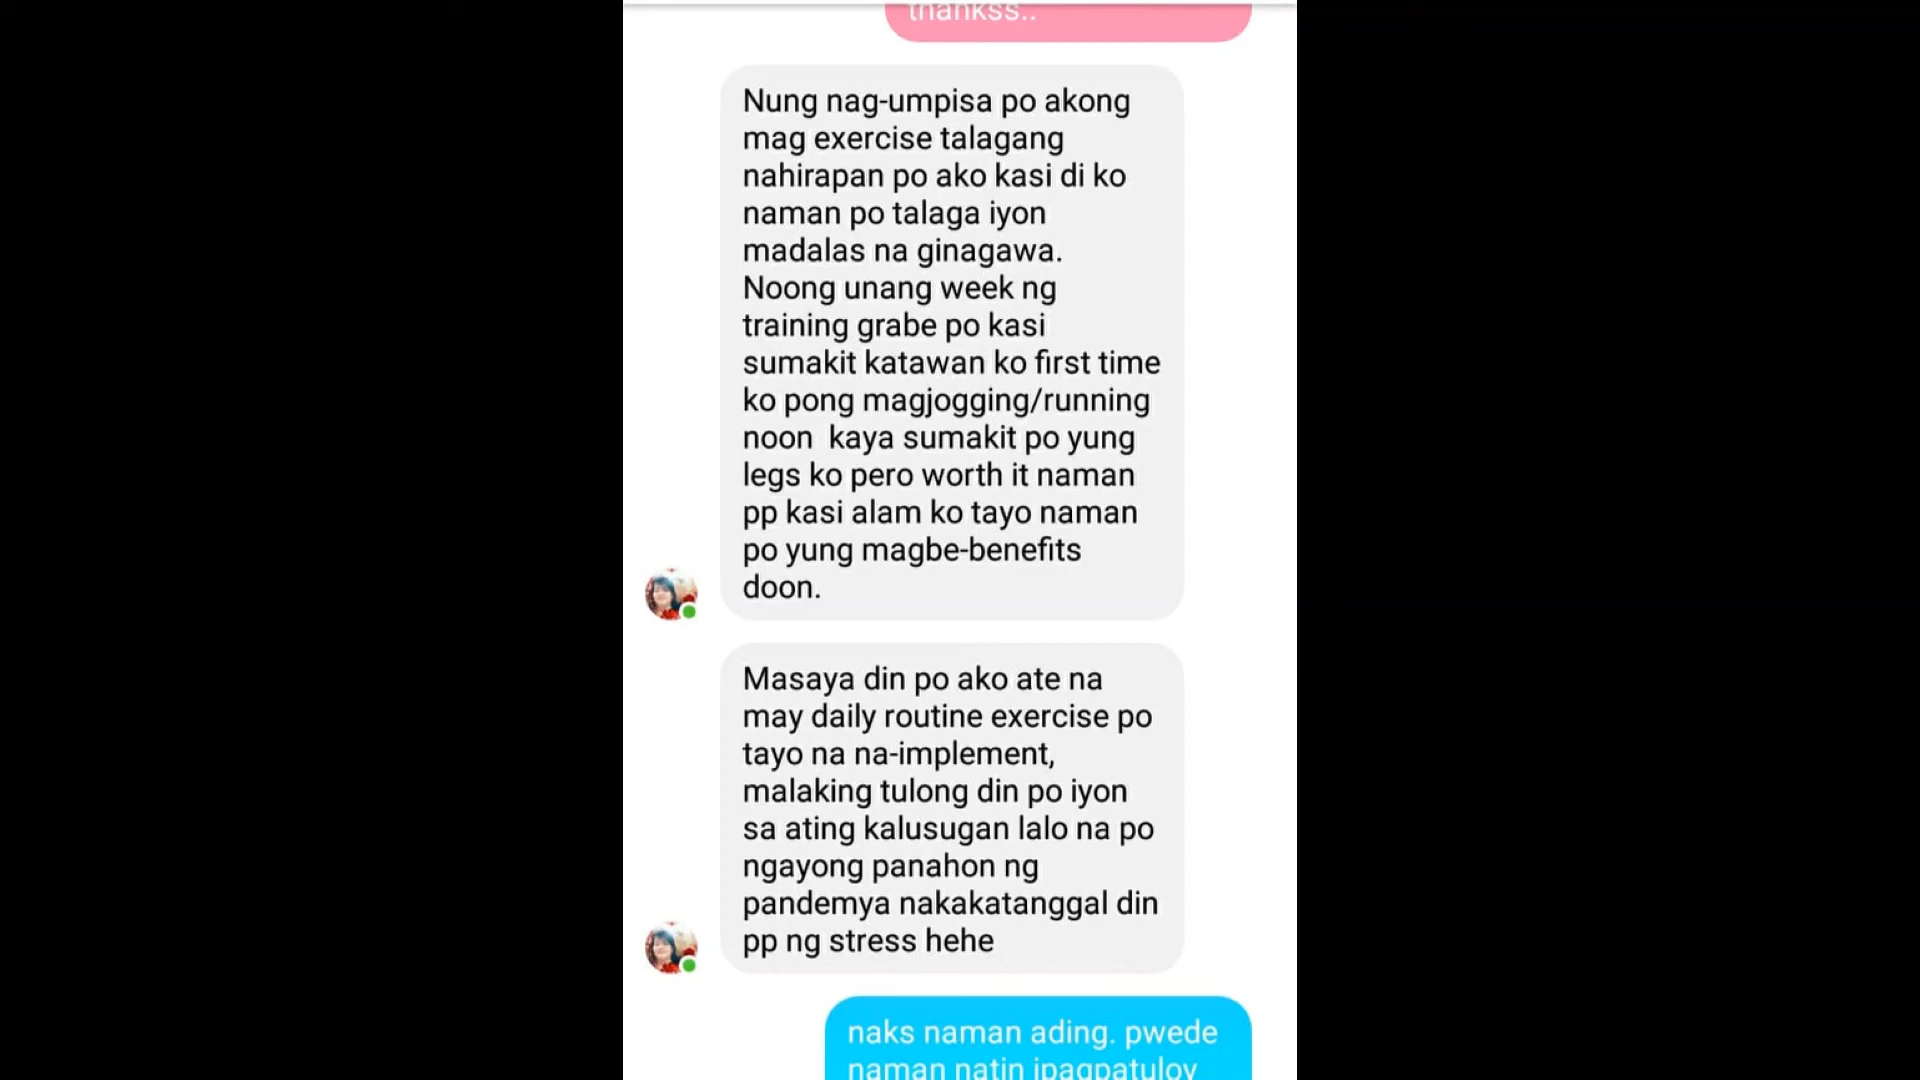 thankss..
Nung nag-umpisa po akong
mag exercise talagang
nahirapan po ako kasi di ko
naman po talaga iyon
madalas na ginagawa.
Noong unang week ng
training grabe po kasi
sumakit katawan ko first time
ko pong magjogging/running
noon  kaya sumakit po yung
legs ko pero worth it naman
pp kasi alam ko tayo naman
po yung magbe-benefits
doon.
Masaya din po ako ate na
may daily routine exercise po
tayo na na-implement,
malaking tulong din po iyon
sa ating kalusugan lalo na po
ngayong panahon ng
pandemya nakakatanggal din
pp ng stress hehe
naks naman ading. pwede
naman natin ipagpatuloy